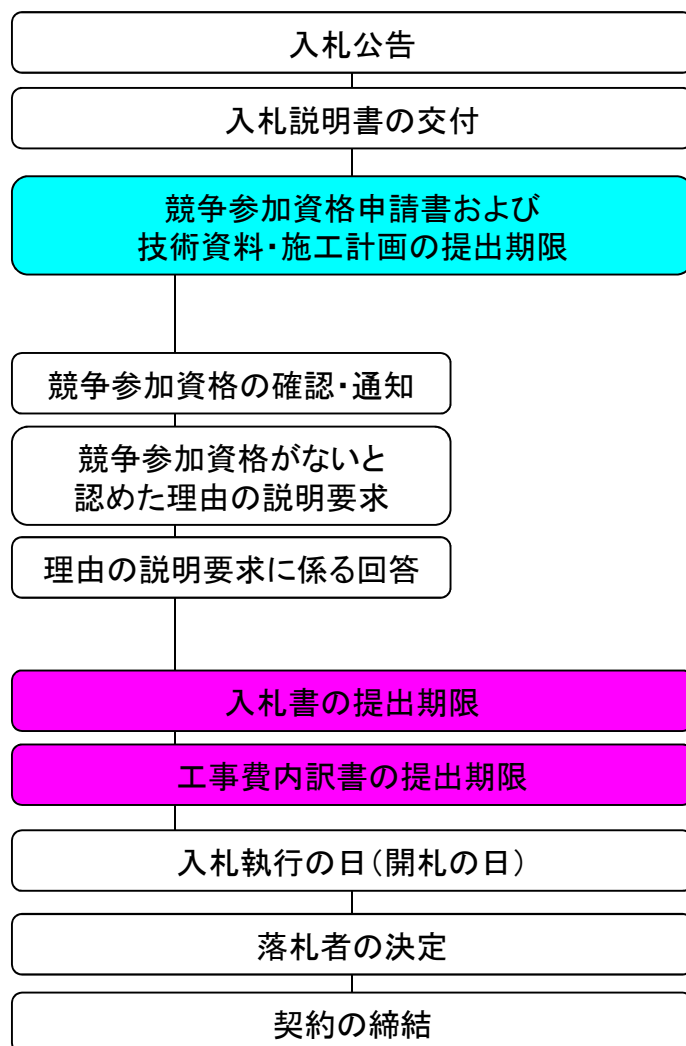 入札公告
入札説明書の交付
競争参加資格申請書および
技術資料・施工計画の提出期限
競争参加資格の確認・通知
競争参加資格がないと
認めた理由の説明要求
理由の説明要求に係る回答
入札書の提出期限
工事費内訳書の提出期限
入札執行の日(開札の日)
落札者の決定
契約の締結